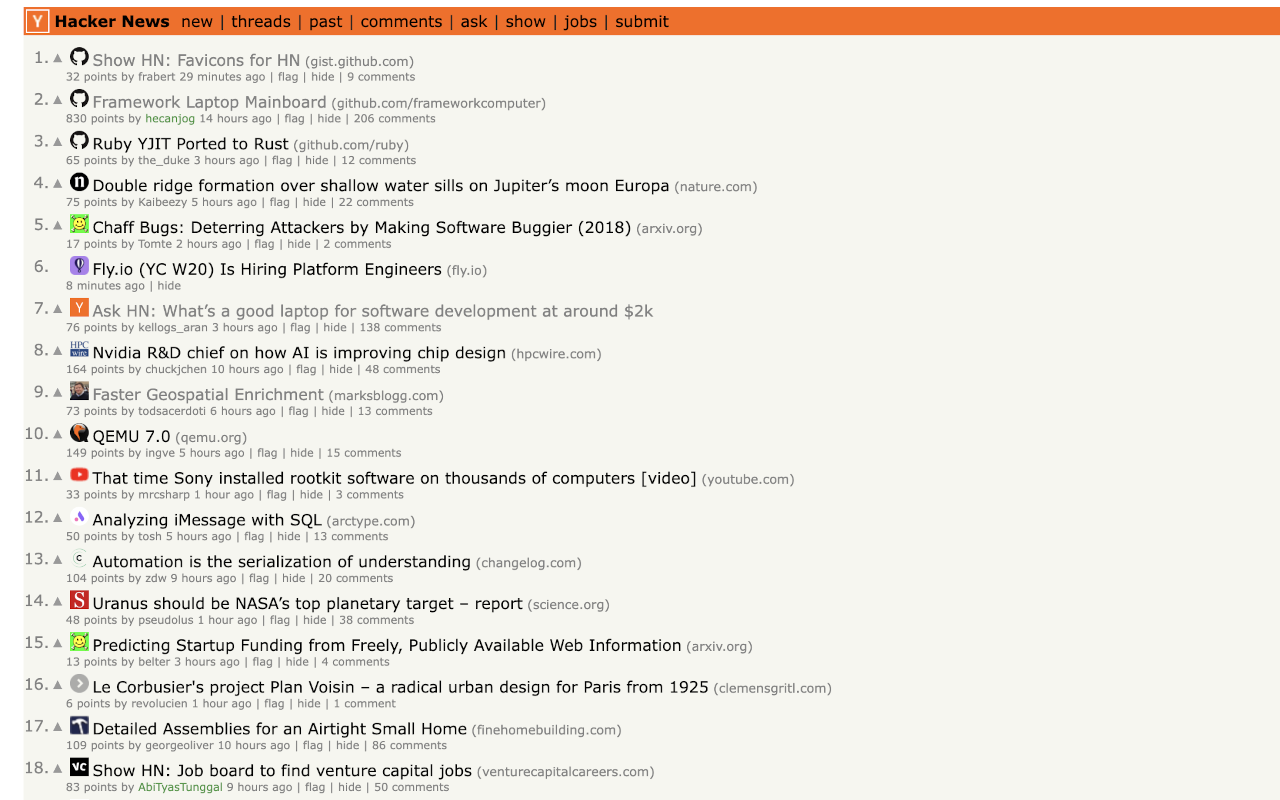 Y Hacker News new | threads | past | comments | ask | show | jobs | submit
1. ▲ Show HN: Favicons for HN (gist.github.com)
32 points by frabert 29 minutes ago | flag | hide | 9 comments
2. ▲ Framework Laptop Mainboard (github.com/frameworkcomputer)
830 points by hecanjog 14 hours ago | flag | hide | 206 comments
3. ▲ Ruby YJIT Ported to Rust (github.com/ruby)
65 points by the_duke 3 hours ago | flag | hide | 12 comments
4. ▲ n Double ridge formation over shallow water sills on Jupiter’s moon Europa (nature.com)
75 points by Kaibeezy 5 hours ago | flag | hide | 22 comments
5. ▲ Chaff Bugs: Deterring Attackers by Making Software Buggier (2018) (arxiv.org)
17 points by Tomte 2 hours ago | flag | hide | 2 comments
6. Fly.io (YC W20) Is Hiring Platform Engineers (fly.io)
8 minutes ago | hide
7. ▲ Y Ask HN: What’s a good laptop for software development at around $2k
76 points by kellogs_aran 3 hours ago | flag | hide | 138 comments
8. ▲ HPC wire Nvidia R&D chief on how AI is improving chip design (hpcwire.com)
164 points by chuckjchen 10 hours ago | flag | hide | 48 comments
9. ▲ Faster Geospatial Enrichment (marksblogg.com)
73 points by todsacerdoti 6 hours ago | flag | hide | 13 comments
10. ▲ QEMU 7.0 (qemu.org)
149 points by ingve 5 hours ago | flag | hide | 15 comments
11. ▲ That time Sony installed rootkit software on thousands of computers [video] (youtube.com)
33 points by mrcsharp 1 hour ago | flag | hide | 3 comments
12. ▲ Analyzing iMessage with SQL (arctype.com)
50 points by tosh 5 hours ago | flag | hide | 13 comments
13. ▲ c Automation is the serialization of understanding (changelog.com)
104 points by zdw 9 hours ago | flag | hide | 20 comments
14. ▲ S Uranus should be NASA’s top planetary target – report (science.org)
48 points by pseudolus 1 hour ago | flag | hide | 38 comments
15. ▲ Predicting Startup Funding from Freely, Publicly Available Web Information (arxiv.org)
13 points by belter 3 hours ago | flag | hide | 4 comments
16. ▲ Le Corbusier's project Plan Voisin – a radical urban design for Paris from 1925 (clemensgritl.com)
6 points by revolucien 1 hour ago | flag | hide | 1 comment
17. ▲ Detailed Assemblies for an Airtight Small Home (finehomebuilding.com)
109 points by georgeoliver 10 hours ago | flag | hide | 86 comments
18. ▲ vc Show HN: Job board to find venture capital jobs (venturecapitalcareers.com)
83 points by AbiTyasTunggal 9 hours ago | flag | hide | 50 comments